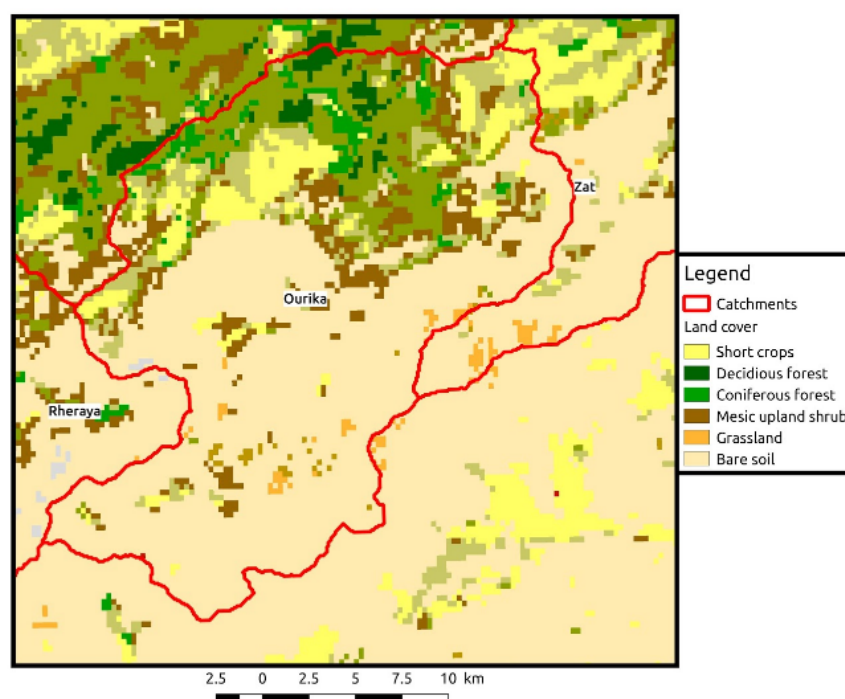 Zat
Ourika
Rheraya
Legend
Catchments
Land cover
Short crops
Decidious forest
Coniferous forest
Mesic upland shrub
Grassland
Bare soil
2.5 0 2.5 5 7.5 10 km